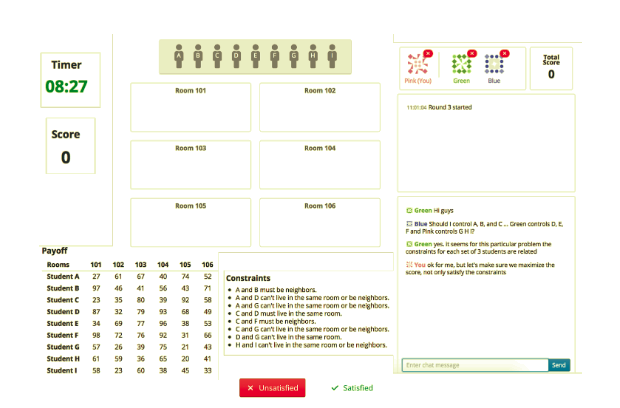 Timer
08:27
Score
0
A B C D E F G H I
Room 101
Room 102
Room 103
Room 104
Room 105
Room 106
Pink (You)
Green
Blue
Total
Score
0
11:01:04 Round 3 started
Green Hi guys
Blue Should I control A, B, and C ... Green controls D, E,
F and Pink controls G H I?
Green yes, it seems for this particular problem the
constraints for each set of 3 students are related
You ok for me, but let's make sure we maximize the
score, not only satisfy the constraints
Enter chat message
Send
Payoff
Rooms 101 102 103 104 105 106
Student A 27 61 67 40 74 52
Student B 97 46 41 56 43 71
Student C 23 35 80 39 92 58
Student D 87 32 79 93 68 49
Student E 34 69 77 96 38 53
Student F 98 72 76 92 31 66
Student G 57 26 39 75 21 43
Student H 61 59 36 65 20 41
Student I 58 23 60 38 45 33
Constraints
• A and B must be neighbors.
• A and D can't live in the same room or be neighbors.
• A and G can't live in the same room or be neighbors.
• C and D must live in the same room.
• C and F must be neighbors.
• C and G can't live in the same room or be neighbors.
• D and G can't live in the same room.
• H and I can't live in the same room or be neighbors.
✕ Unsatisfied
✓ Satisfied